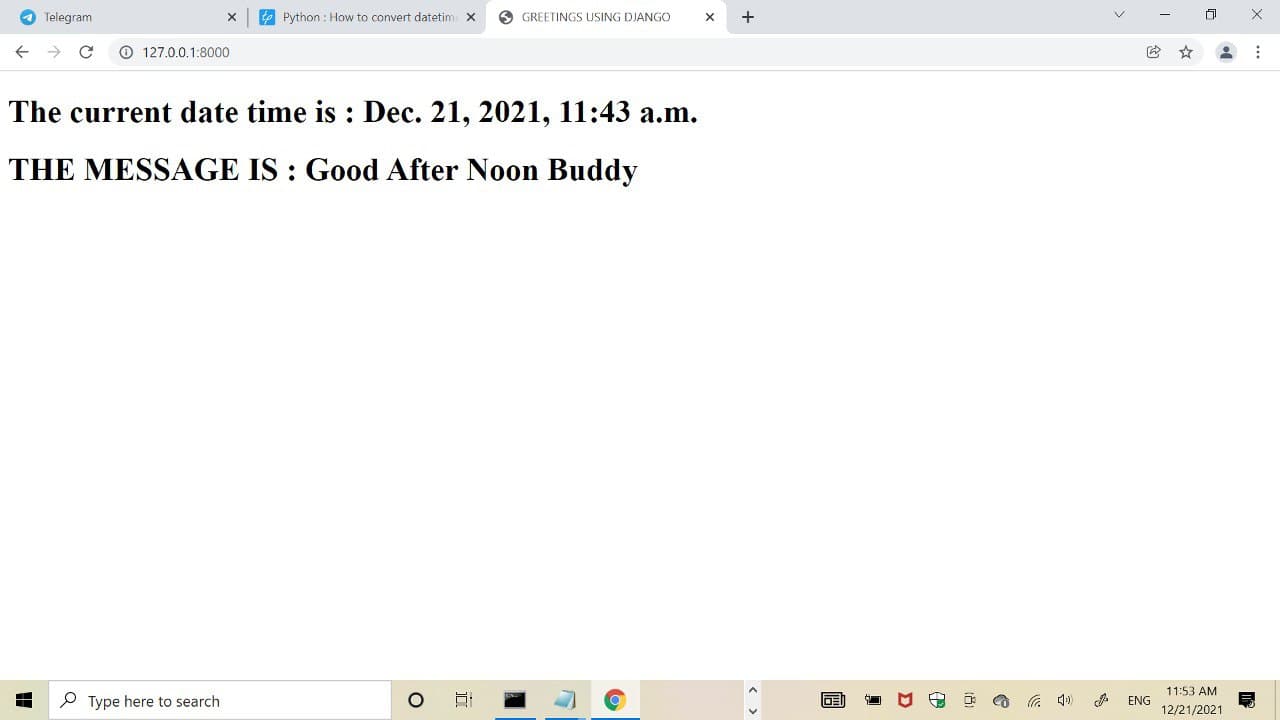 Telegram
Python : How to convert datetim
GREETINGS USING DJANGO
127.0.0.1:8000
The current date time is : Dec. 21, 2021, 11:43 a.m.
THE MESSAGE IS : Good After Noon Buddy
Type here to search
ENG
11:53 AM
12/21/2021